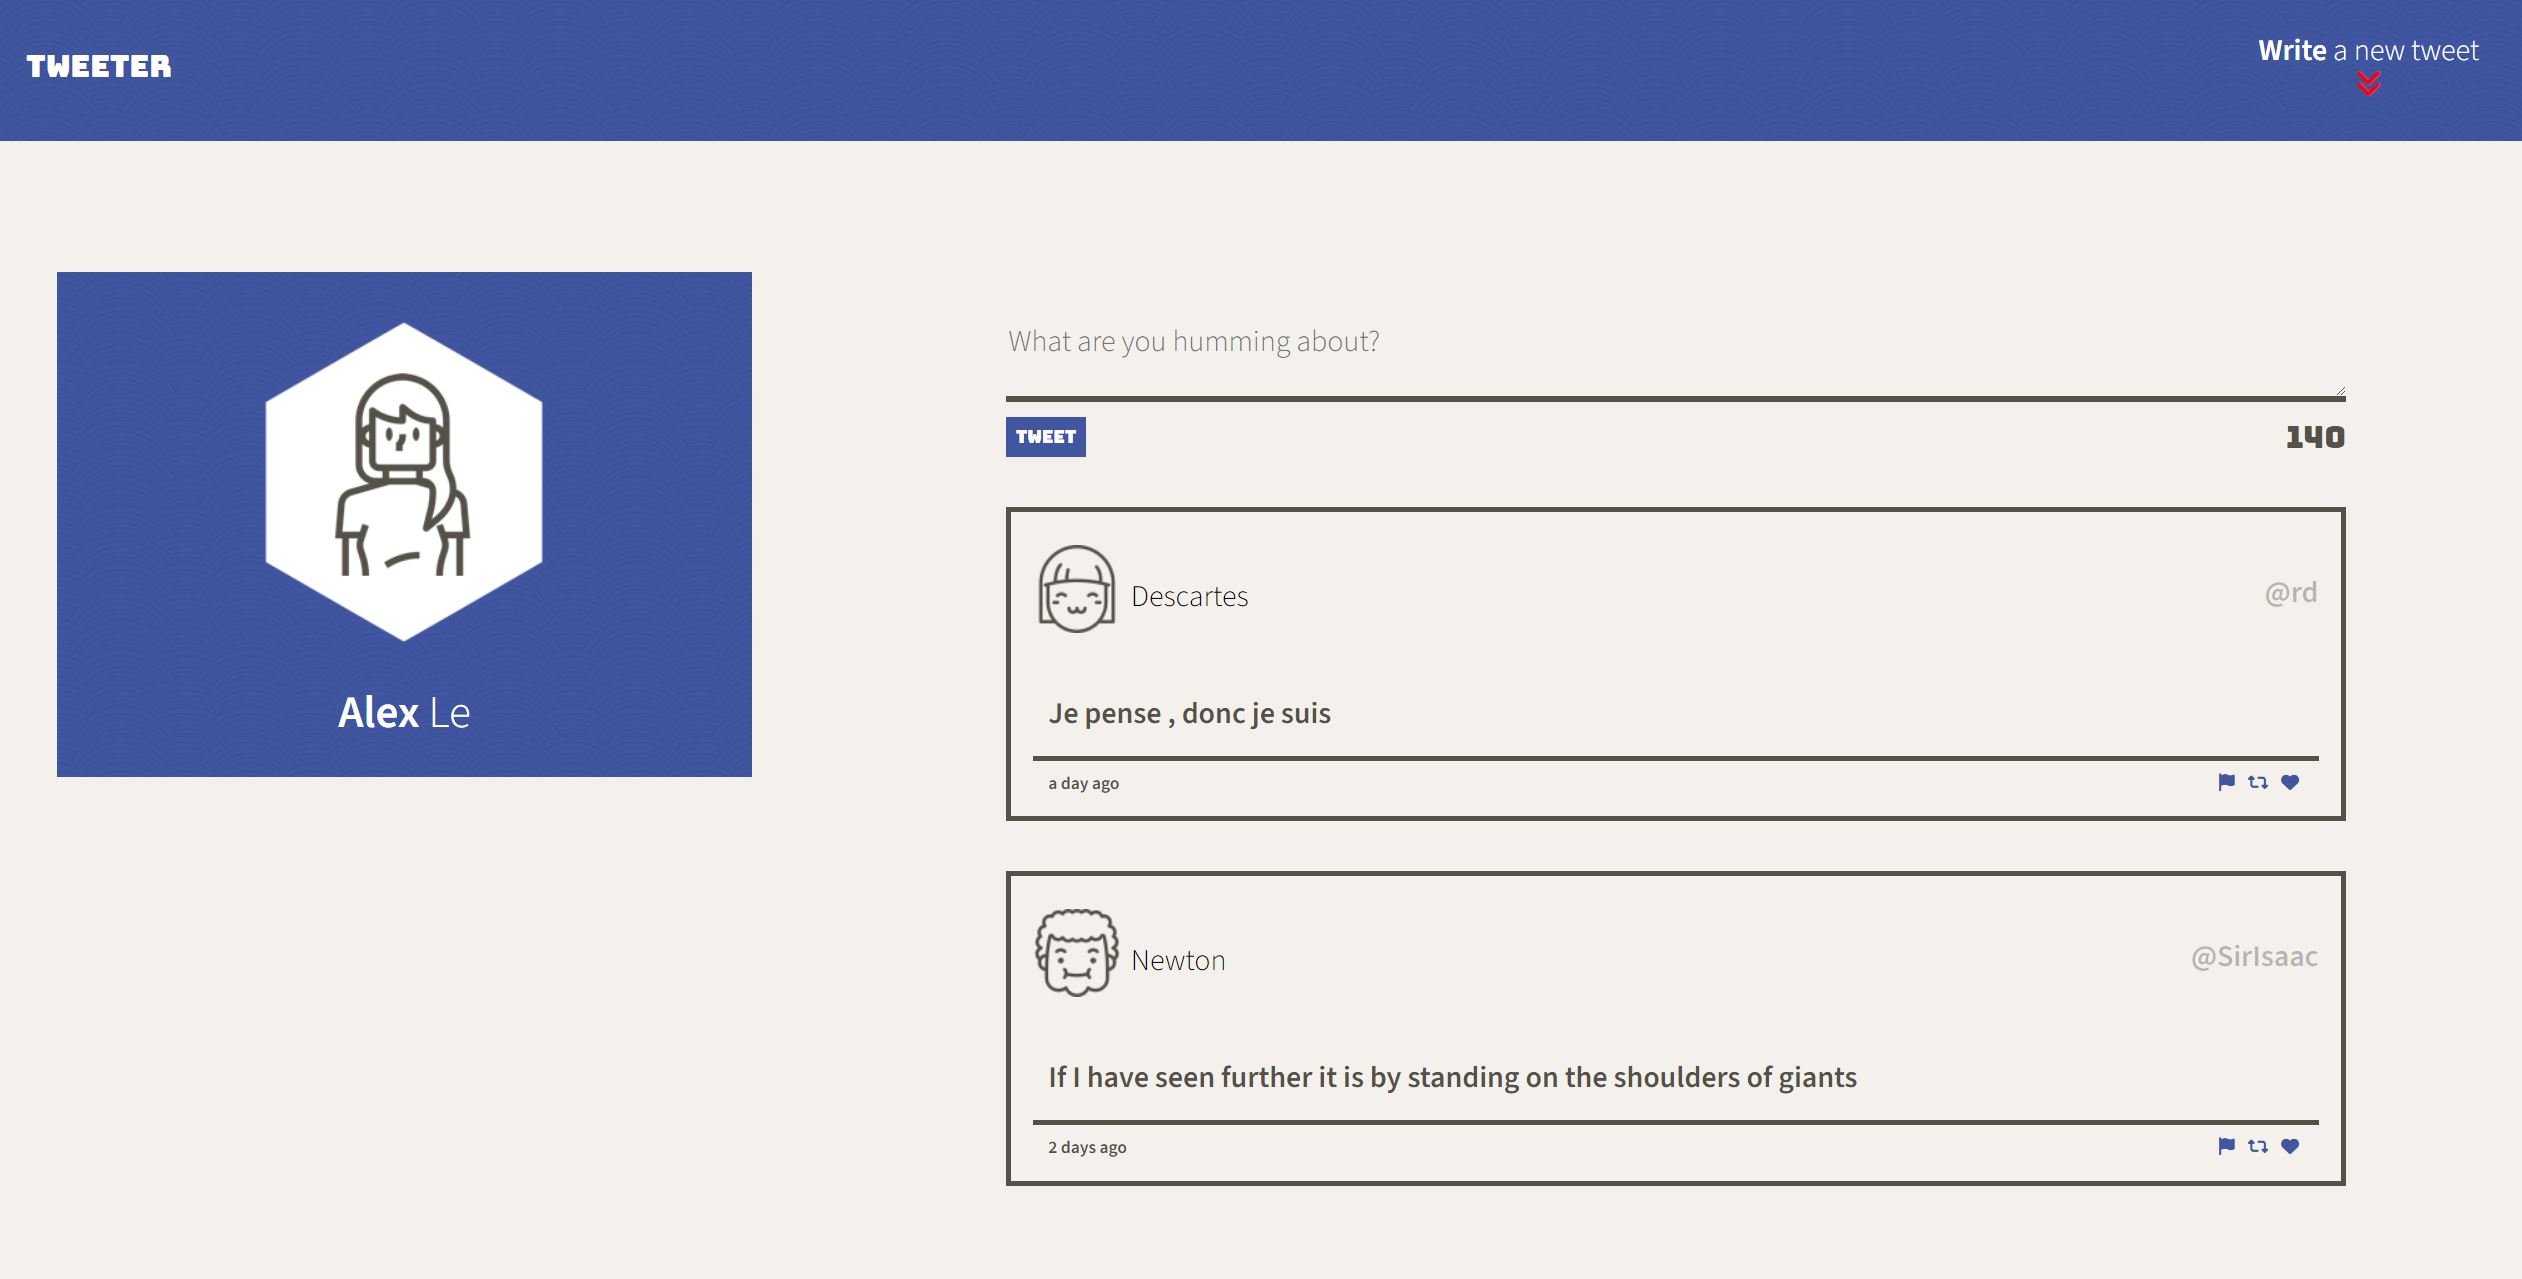 TWEETER
Write a new tweet
Alex Le
What are you humming about?
TWEET
140
Descartes
@rd
Je pense , donc je suis
a day ago
Newton
@SirIsaac
If I have seen further it is by standing on the shoulders of giants
2 days ago